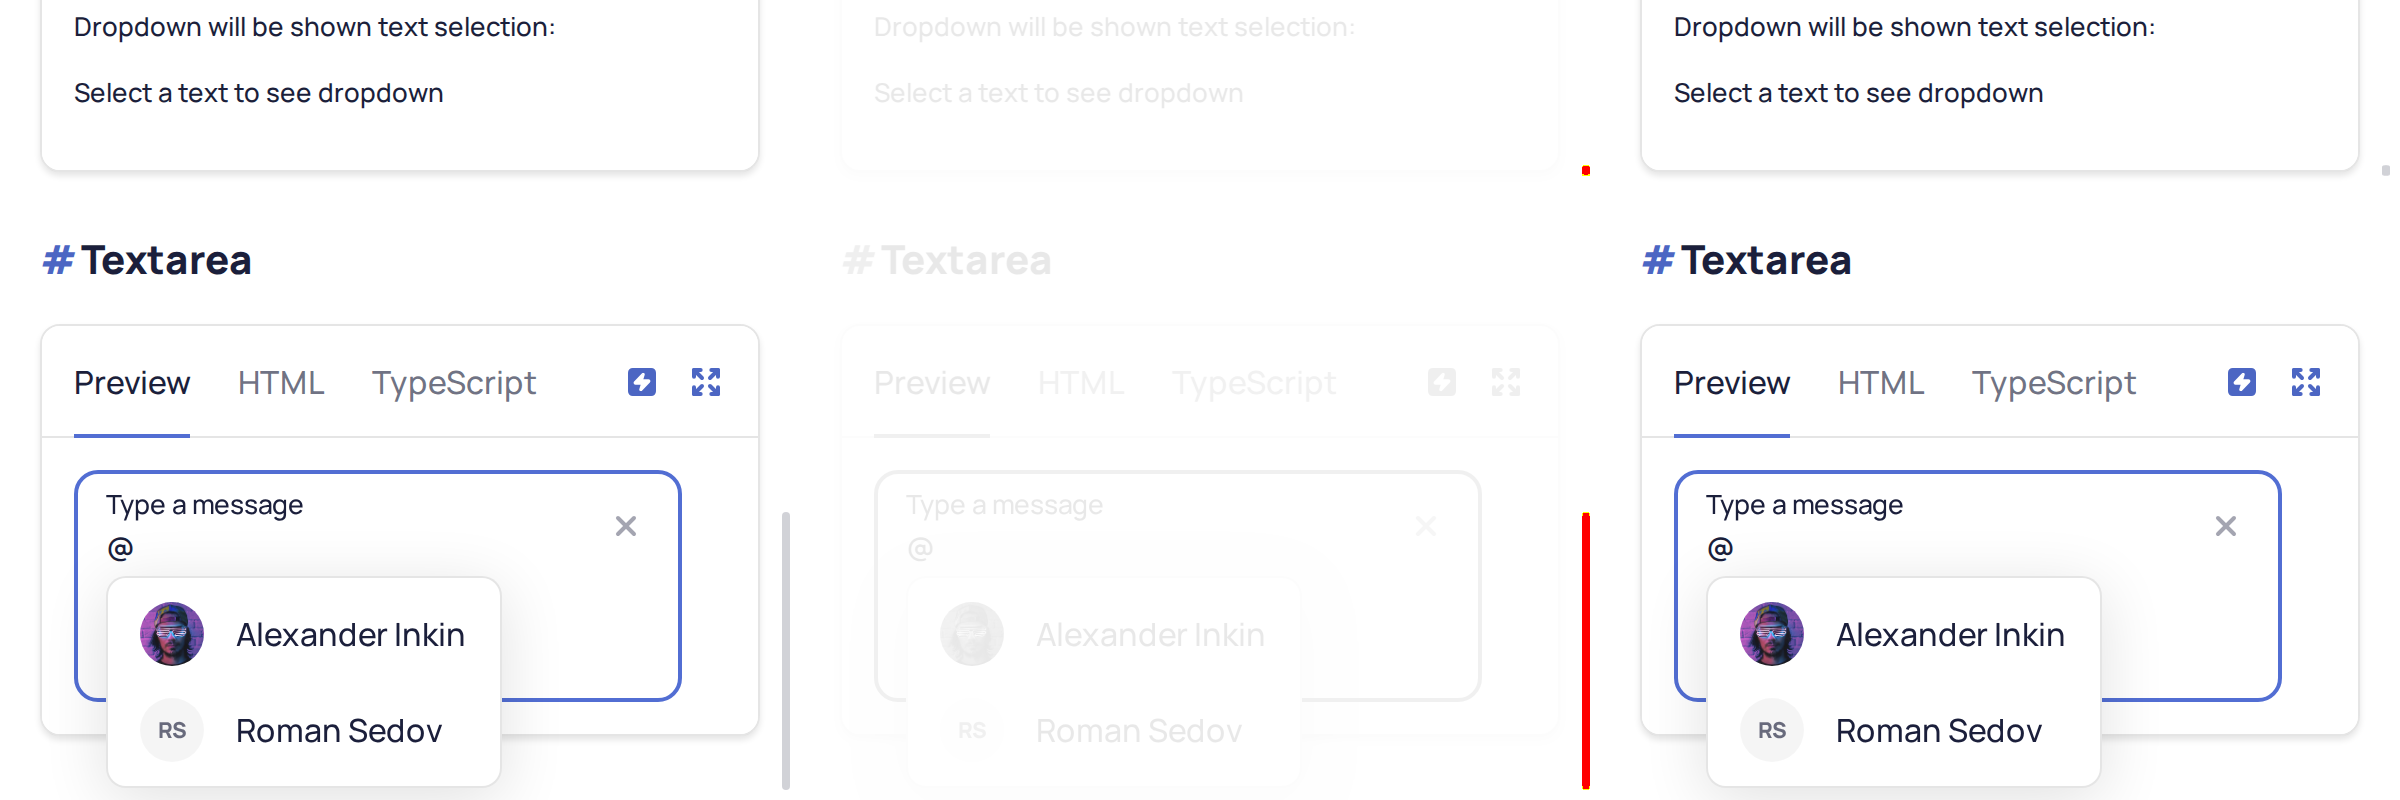 Dropdown will be shown text selection:
Select a text to see dropdown
# Textarea
Preview HTML TypeScript
Type a message
@
Alexander Inkin
RS Roman Sedov
Dropdown will be shown text selection:
Select a text to see dropdown
# Textarea
Preview HTML TypeScript
Type a message
@
Alexander Inkin
RS Roman Sedov
Dropdown will be shown text selection:
Select a text to see dropdown
# Textarea
Preview HTML TypeScript
Type a message
@
Alexander Inkin
RS Roman Sedov